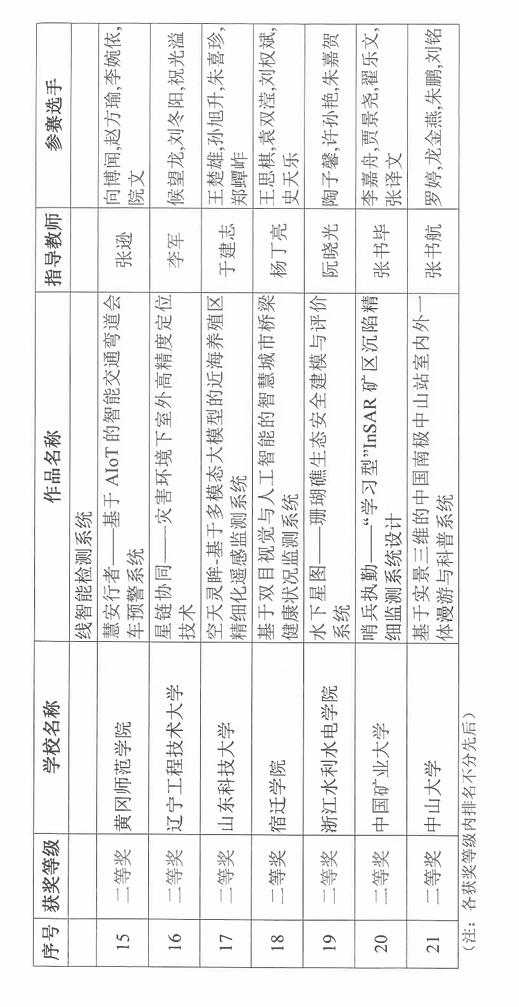 序号 获奖等级 学校名称 作品名称 指导教师 参赛选手
线智能检测系统
15 二等奖 黄冈师范学院 慧安行者——基于 AIoT 的智能交通弯道会 张逊 向博闻,赵方瑜,李婉依,
车预警系统 院文
16 二等奖 辽宁工程技术大学 星链协同——灾害环境下室外高精度定位 李军 候望龙,刘冬阳,祝光溢
技术
17 二等奖 山东科技大学 空天灵眸-基于多模态大模型的近海养殖区 于建志 王楚雄,孙旭升,朱喜珍,
精细化遥感监测系统 郑蟬岞
18 二等奖 宿迁学院 基于双目视觉与人工智能的智慧城市桥梁 杨丁亮 王思棋,袁双滢,刘权斌,
健康状况监测系统 史天乐
19 二等奖 浙江水利水电学院 水下星图——珊瑚礁生态安全建模与评价 阮晓光 陶子馨,许孙艳,朱嘉贺
系统
20 二等奖 中国矿业大学 哨兵执勤——“学习型”InSAR 矿区沉陷精 张书毕 李嘉舟,贾景尧,翟乐文,
细监测系统设计 张译文
21 二等奖 中山大学 基于实景三维的中国南极中山站室内外一 张书航 罗婷,龙金燕,朱鹏,刘铭
体漫游与科普系统
（注：各获奖等级内排名不分先后）